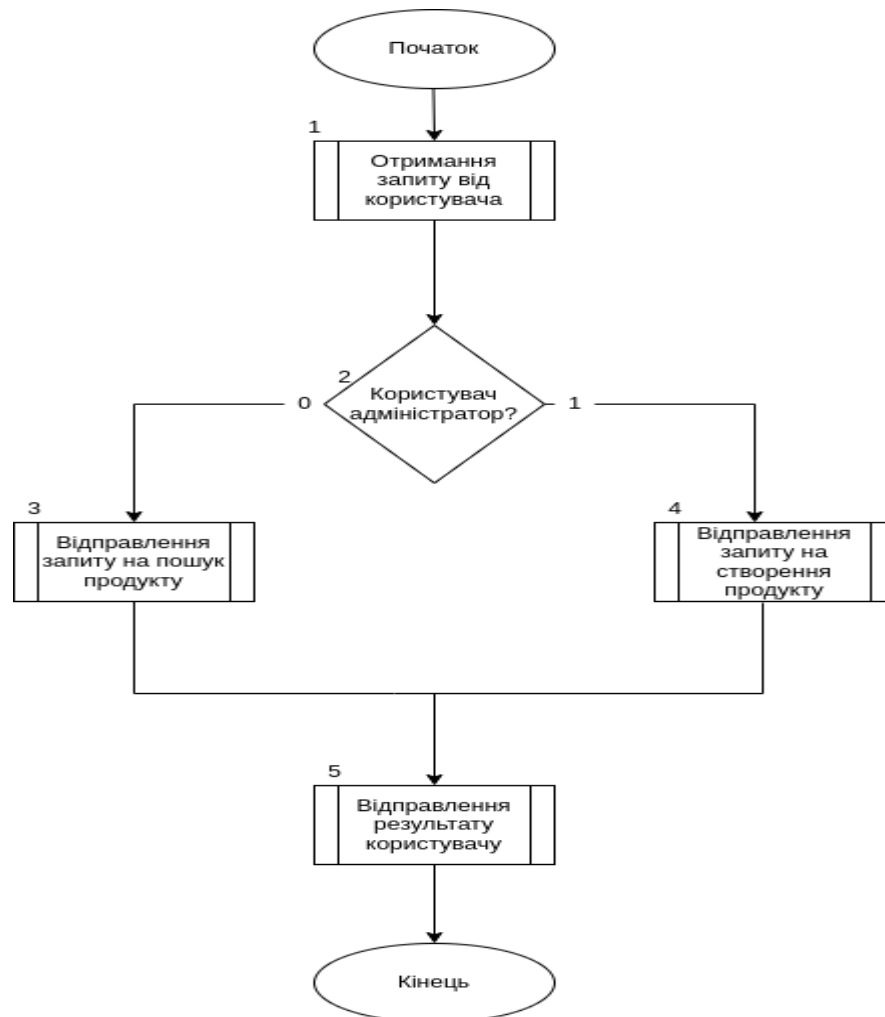 Початок
1
Отримання
запиту від
користувача
2
Користувач
адміністратор?
0
1
3
Відправлення
запиту на пошук
продукту
4
Відправлення
запиту на
створення
продукту
5
Відправлення
результату
користувачу
Кінець